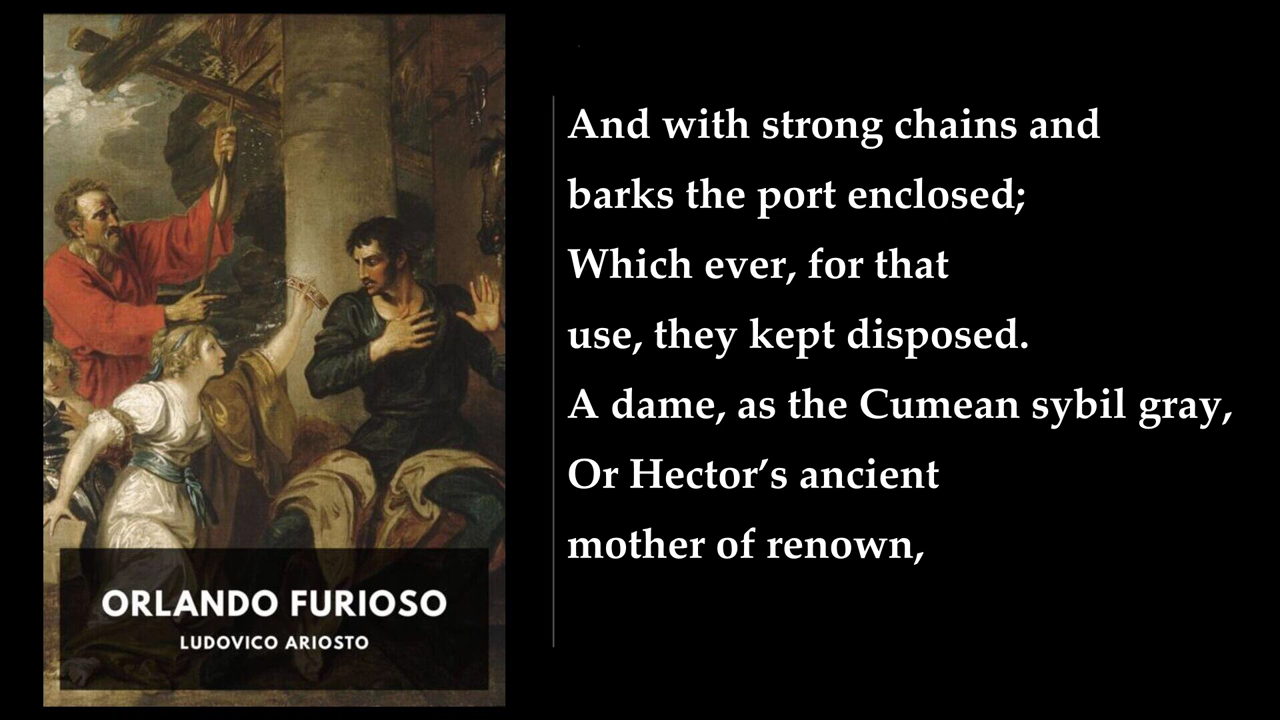 ORLANDO FURIOSO
LUDOVICO ARIOSTO
And with strong chains and
barks the port enclosed;
Which ever, for that
use, they kept disposed.
A dame, as the Cumean sybil gray,
Or Hector’s ancient
mother of renown,